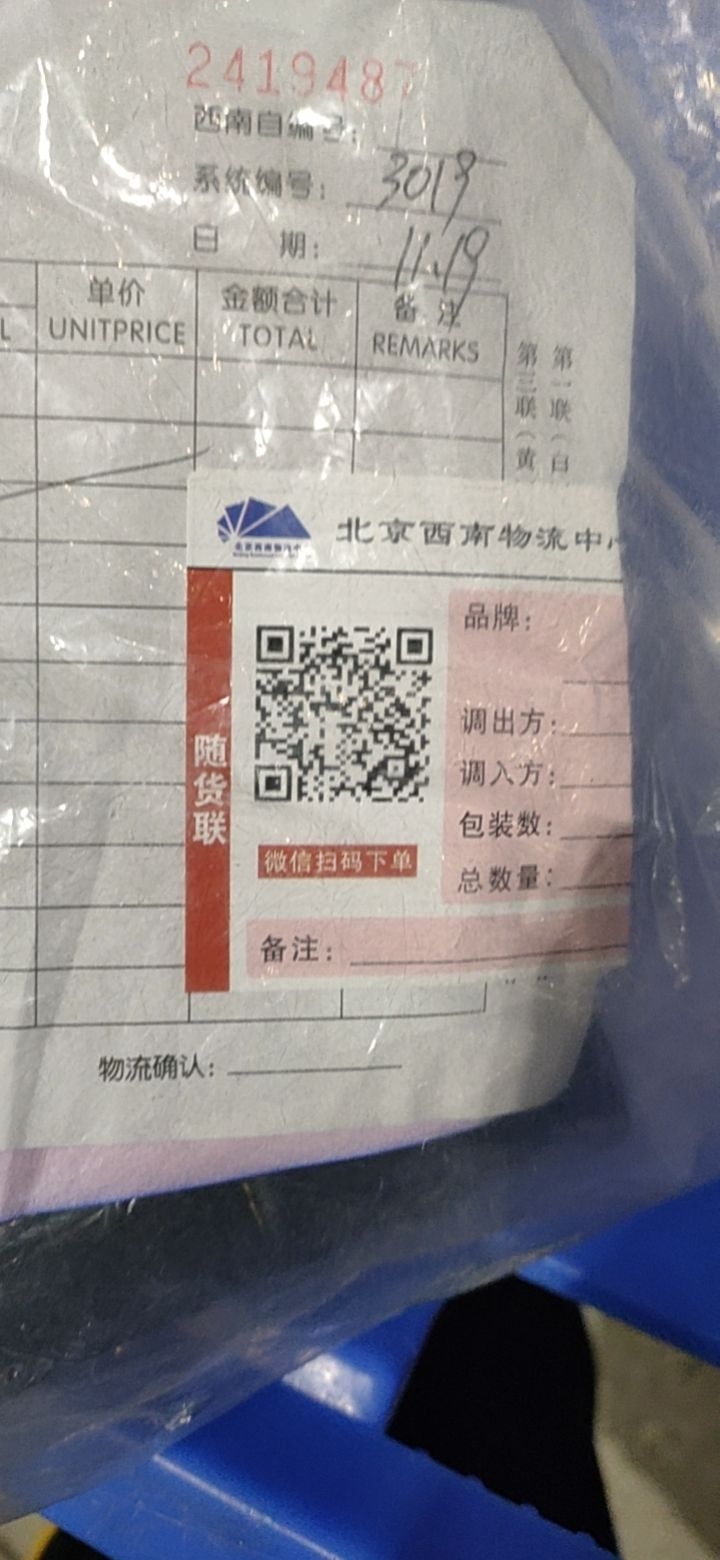 2419487
西南自编号：
系统编号： 3019
日 期： 11.19
单价 金额合计 备 注
L UNITPRICE TOTAL REMARKS
第一联（白
第三联（黄
北京西南物流中心
品牌：
调出方：
调入方：
包装数：
总数量：
随货联
微信扫码下单
备注：
物流确认：